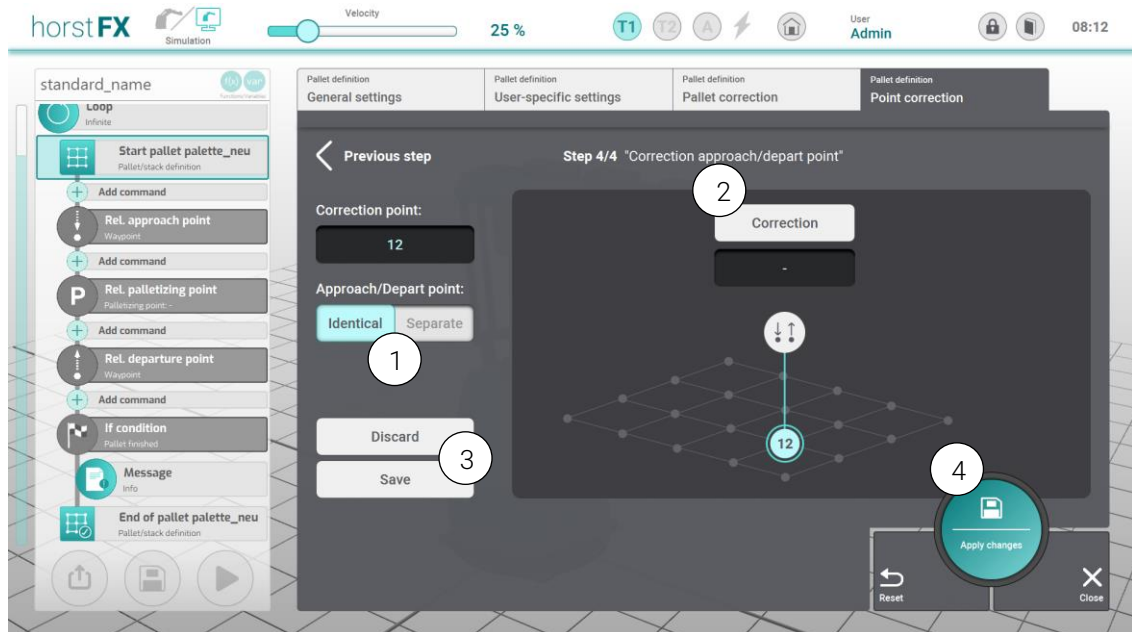 horstFX
Simulation
Velocity
25 %
T1
T2
A
User
Admin
08:12
standard_name
f(x)
var
Functions
Variables
Loop
Infinite
Start pallet palette_neu
Pallet/stack definition
Add command
Rel. approach point
Waypoint
Add command
P
Rel. palletizing point
Palletizing point: -
Add command
Rel. departure point
Waypoint
Add command
If condition
Pallet finished
Message
Info
End of pallet palette_neu
Pallet/stack definition
Pallet definition
General settings
Pallet definition
User-specific settings
Pallet definition
Pallet correction
Pallet definition
Point correction
Previous step
Step 4/4 "Correction approach/depart point"
Correction point:
12
Approach/Depart point:
Identical
Separate
1
Discard
Save
3
2
Correction
-
12
4
Apply changes
Reset
Close